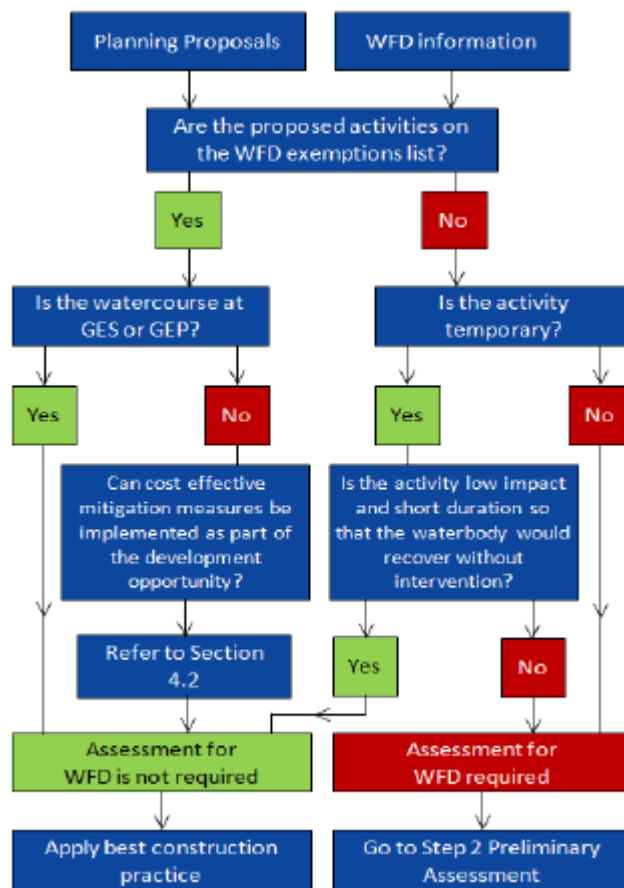 Planning Proposals
WFD information
Are the proposed activities on
the WFD exemptions list?
Yes
No
Is the watercourse at
GES or GEP?
Is the activity
temporary?
Yes
No
Yes
No
Can cost effective
mitigation measures be
implemented as part of
the development
opportunity?
Is the activity low impact
and short duration so
that the waterbody would
recover without
intervention?
Refer to Section
4.2
Yes
No
Assessment for
WFD is not required
Assessment for
WFD required
Apply best construction
practice
Go to Step 2 Preliminary
Assessment